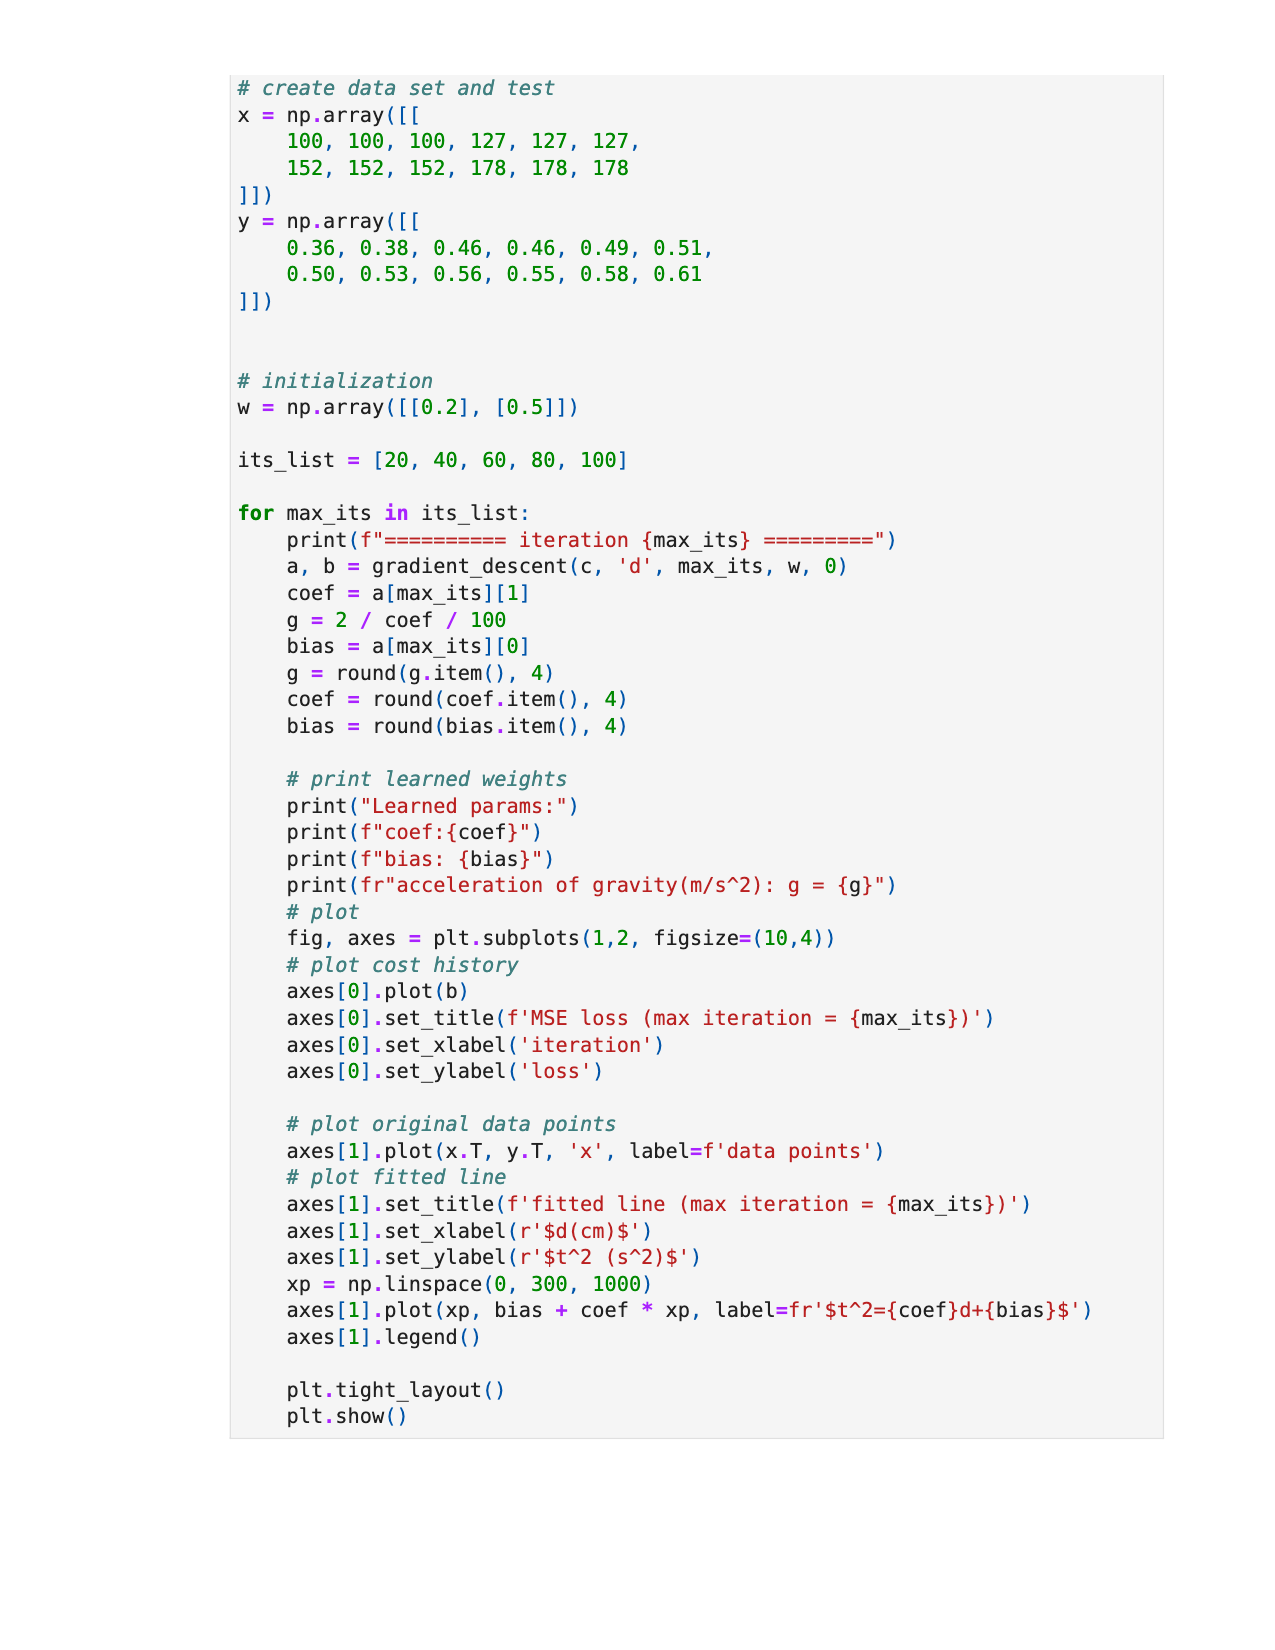 # create data set and test
x = np.array([[
    100, 100, 100, 127, 127, 127,
    152, 152, 152, 178, 178, 178
]])
y = np.array([[
    0.36, 0.38, 0.46, 0.46, 0.49, 0.51,
    0.50, 0.53, 0.56, 0.55, 0.58, 0.61
]])
# initialization
w = np.array([[0.2], [0.5]])
its_list = [20, 40, 60, 80, 100]
for max_its in its_list:
    print(f"========== iteration {max_its} =========")
    a, b = gradient_descent(c, 'd', max_its, w, 0)
    coef = a[max_its][1]
    g = 2 / coef / 100
    bias = a[max_its][0]
    g = round(g.item(), 4)
    coef = round(coef.item(), 4)
    bias = round(bias.item(), 4)
    # print learned weights
    print("Learned params:")
    print(f"coef:{coef}")
    print(f"bias: {bias}")
    print(fr"acceleration of gravity(m/s^2): g = {g}")
    # plot
    fig, axes = plt.subplots(1,2, figsize=(10,4))
    # plot cost history
    axes[0].plot(b)
    axes[0].set_title(f'MSE loss (max iteration = {max_its})')
    axes[0].set_xlabel('iteration')
    axes[0].set_ylabel('loss')
    # plot original data points
    axes[1].plot(x.T, y.T, 'x', label=f'data points')
    # plot fitted line
    axes[1].set_title(f'fitted line (max iteration = {max_its})')
    axes[1].set_xlabel(r'$d(cm)$')
    axes[1].set_ylabel(r'$t^2 (s^2)$')
    xp = np.linspace(0, 300, 1000)
    axes[1].plot(xp, bias + coef * xp, label=fr'$t^2={coef}d+{bias}$')
    axes[1].legend()
    plt.tight_layout()
    plt.show()